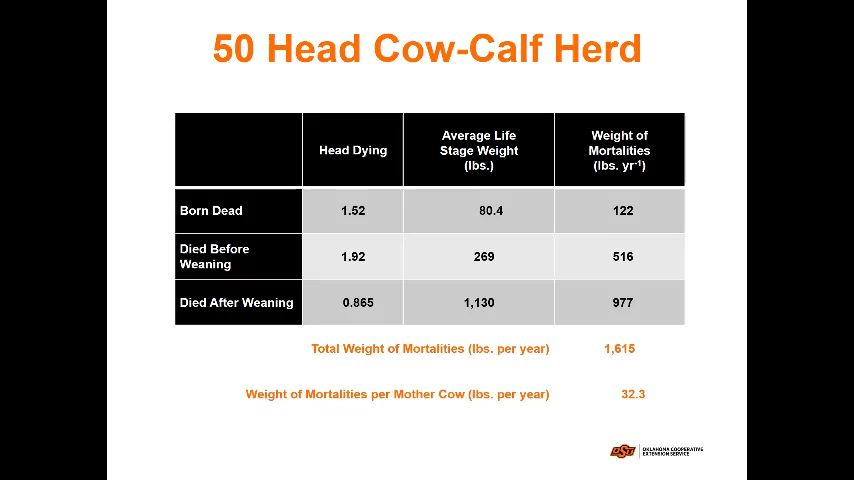 50 Head Cow-Calf Herd
Head Dying
Average Life
Stage Weight
(lbs.)
Weight of
Mortalities
(lbs. yr⁻¹)
Born Dead
1.52
80.4
122
Died Before
Weaning
1.92
269
516
Died After Weaning
0.865
1,130
977
Total Weight of Mortalities (lbs. per year)
1,615
Weight of Mortalities per Mother Cow (lbs. per year)
32.3
OSU
OKLAHOMA COOPERATIVE
EXTENSION SERVICE